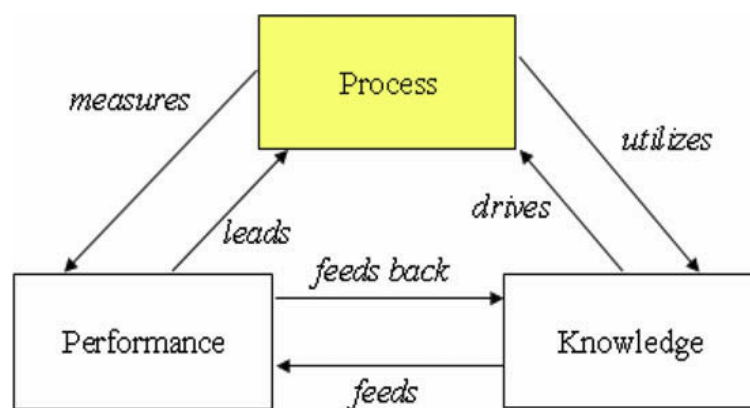 Process
measures
utilizes
leads
drives
feeds back
Performance
Knowledge
feeds